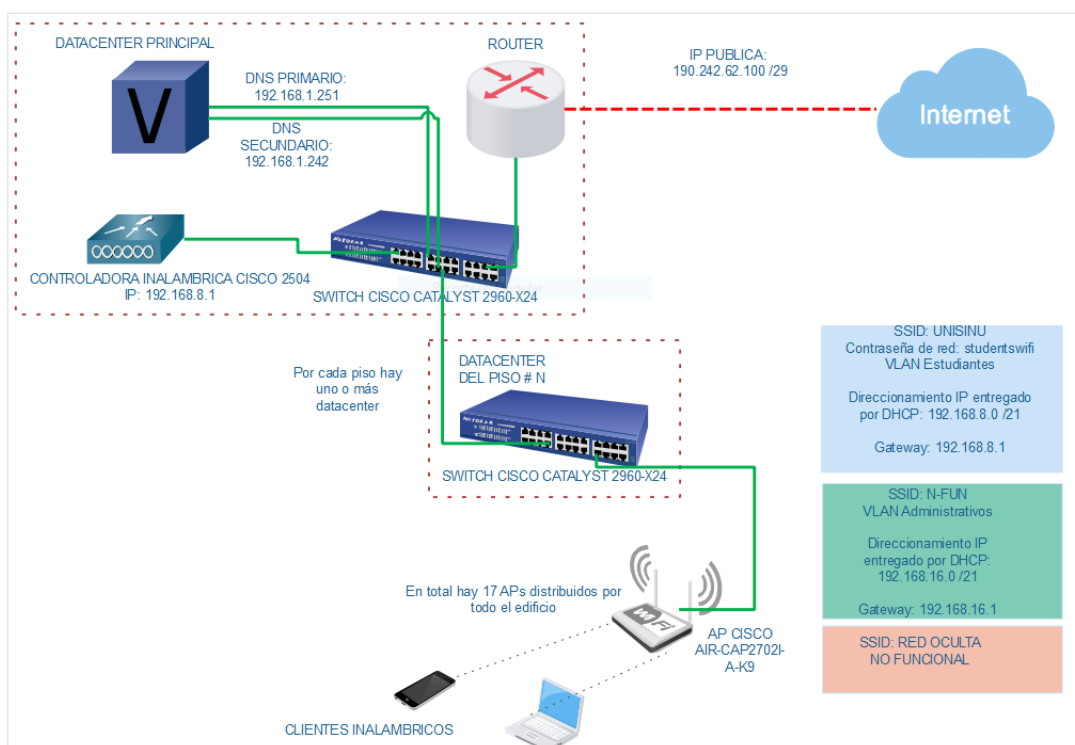 DATACENTER PRINCIPAL
ROUTER
IP PUBLICA:
190.242.62.100 /29
Internet
DNS PRIMARIO:
192.168.1.251
DNS
SECUNDARIO:
192.168.1.242
V
NETGEAR
CONTROLADORA INALAMBRICA CISCO 2504
IP: 192.168.8.1
SWITCH CISCO CATALYST 2960-X24
Por cada piso hay
uno o más
datacenter
DATACENTER
DEL PISO # N
NETGEAR
SWITCH CISCO CATALYST 2960-X24
SSID: UNISINU
Contraseña de red: studentswifi
VLAN Estudiantes
Direccionamiento IP entregado
por DHCP: 192.168.8.0 /21
Gateway: 192.168.8.1
SSID: N-FUN
VLAN Administrativos
Direccionamiento IP
entregado por DHCP:
192.168.16.0 /21
Gateway: 192.168.16.1
SSID: RED OCULTA
NO FUNCIONAL
En total hay 17 APs distribuidos por
todo el edificio
WiFi
AP CISCO
AIR-CAP2702I-
A-K9
CLIENTES INALAMBRICOS